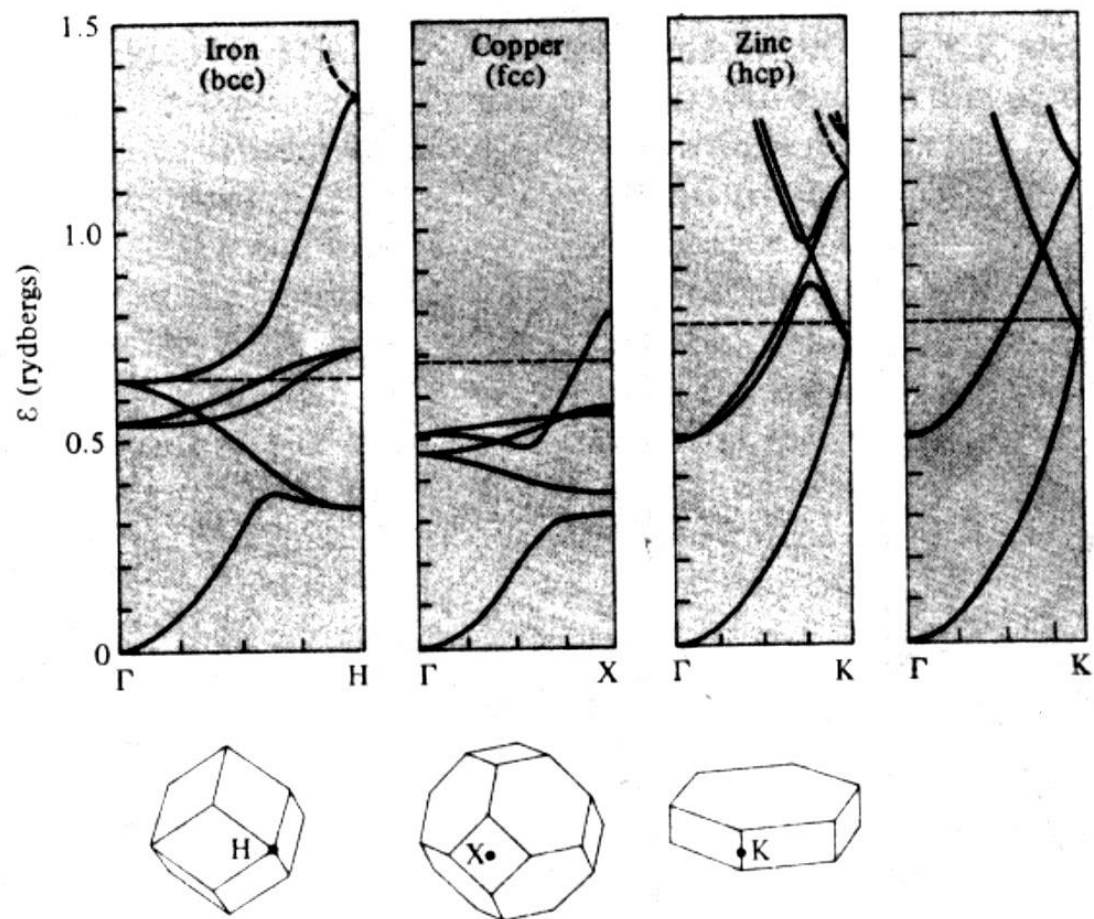 1.5
Iron
(bcc)
Copper
(fcc)
Zinc
(hcp)
1.0
ε (rydbergs)
0.5
0
Γ H Γ X Γ K Γ K
H X K